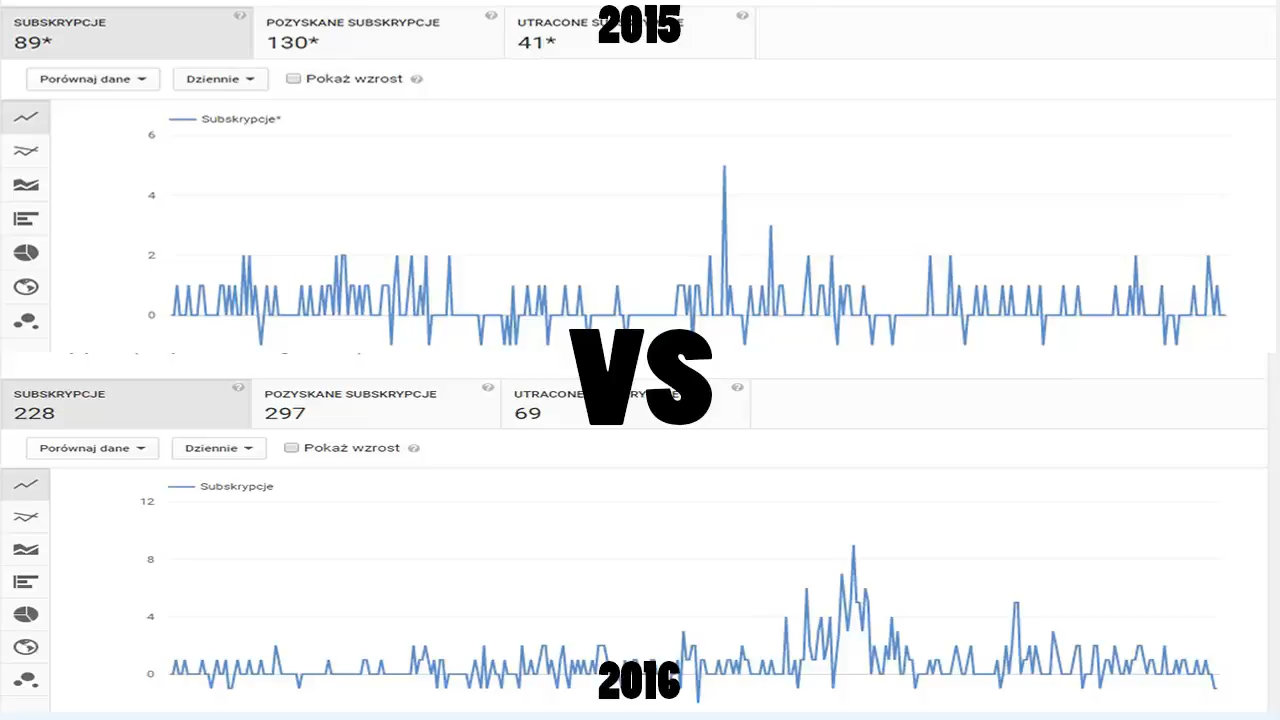 SUBSKRYPCJE
89*
POZYSKANE SUBSKRYPCJE
130*
UTRACONE
41*
2015
Porównaj dane
Dziennie
Pokaż wzrost
Subskrypcje*
6
4
2
0
VS
SUBSKRYPCJE
228
POZYSKANE SUBSKRYPCJE
297
UTRACONE
69
Porównaj dane
Dziennie
Pokaż wzrost
Subskrypcje
12
8
4
0
2016